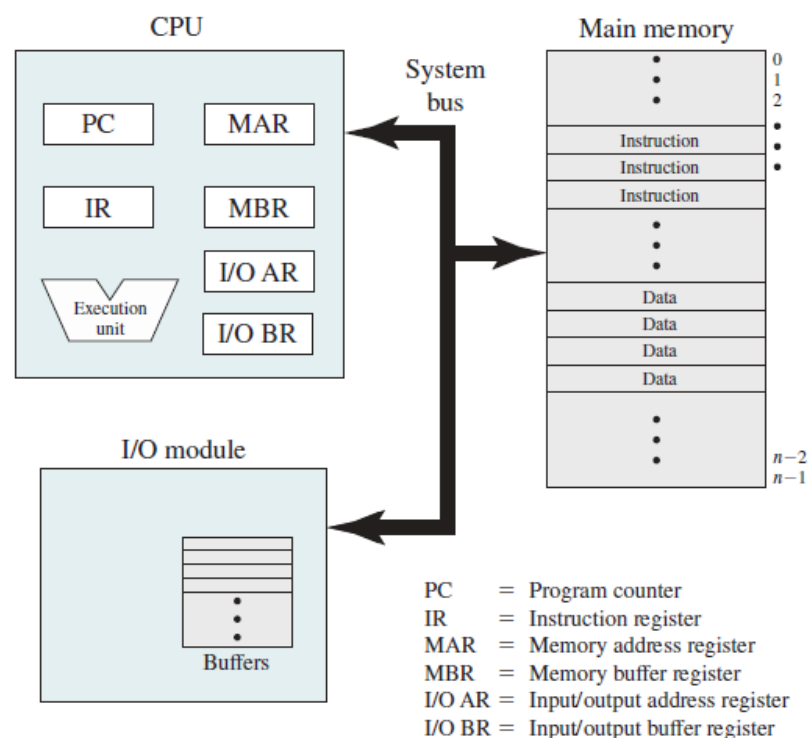 CPU
PC
MAR
IR
MBR
I/O AR
I/O BR
Execution
unit
System
bus
Main memory
0
1
2
Instruction
Instruction
Instruction
Data
Data
Data
Data
n−2
n−1
I/O module
Buffers
PC = Program counter
IR = Instruction register
MAR = Memory address register
MBR = Memory buffer register
I/O AR = Input/output address register
I/O BR = Input/output buffer register